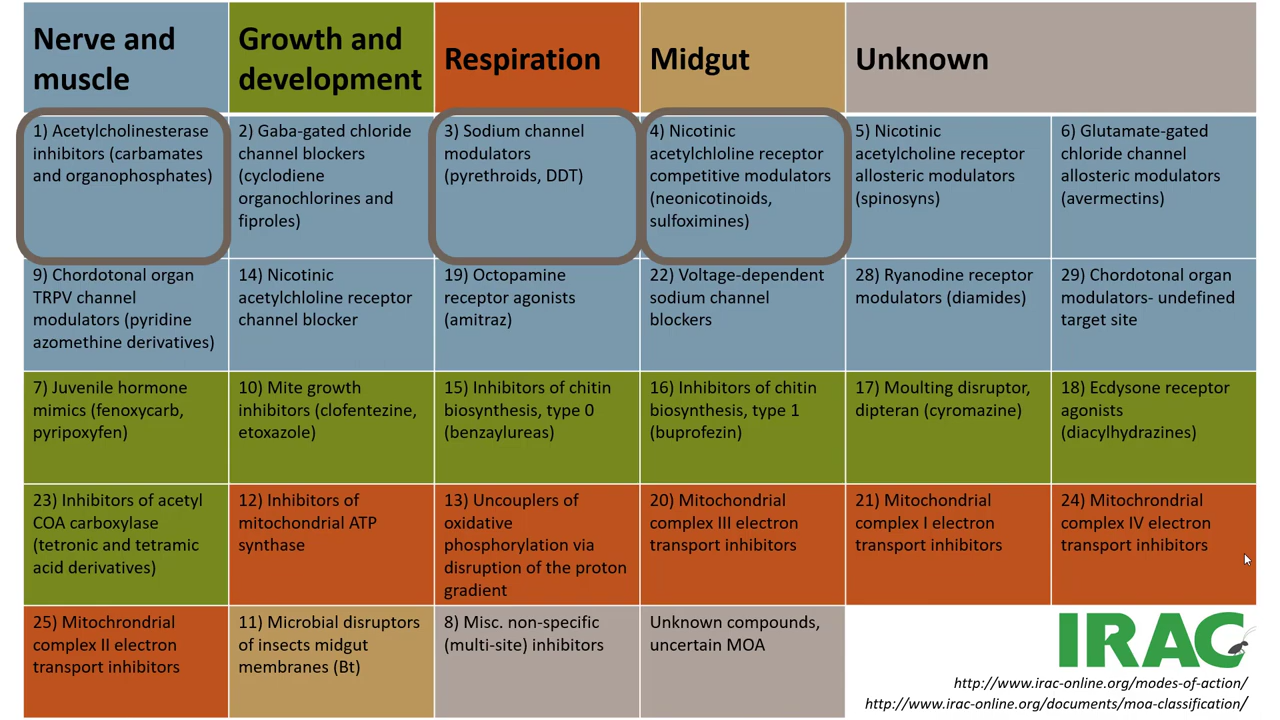 Nerve and
muscle
Growth and
development
Respiration
Midgut
Unknown
1) Acetylcholinesterase
inhibitors (carbamates
and organophosphates)
2) Gaba-gated chloride
channel blockers
(cyclodiene
organochlorines and
fiproles)
3) Sodium channel
modulators
(pyrethroids, DDT)
4) Nicotinic
acetylchloline receptor
competitive modulators
(neonicotinoids,
sulfoximines)
5) Nicotinic
acetylcholine receptor
allosteric modulators
(spinosyns)
6) Glutamate-gated
chloride channel
allosteric modulators
(avermectins)
9) Chordotonal organ
TRPV channel
modulators (pyridine
azomethine derivatives)
14) Nicotinic
acetylchloline receptor
channel blocker
19) Octopamine
receptor agonists
(amitraz)
22) Voltage-dependent
sodium channel
blockers
28) Ryanodine receptor
modulators (diamides)
29) Chordotonal organ
modulators- undefined
target site
7) Juvenile hormone
mimics (fenoxycarb,
pyripoxyfen)
10) Mite growth
inhibitors (clofentezine,
etoxazole)
15) Inhibitors of chitin
biosynthesis, type 0
(benzaylureas)
16) Inhibitors of chitin
biosynthesis, type 1
(buprofezin)
17) Moulting disruptor,
dipteran (cyromazine)
18) Ecdysone receptor
agonists
(diacylhydrazines)
23) Inhibitors of acetyl
COA carboxylase
(tetronic and tetramic
acid derivatives)
12) Inhibitors of
mitochondrial ATP
synthase
13) Uncouplers of
oxidative
phosphorylation via
disruption of the proton
gradient
20) Mitochondrial
complex III electron
transport inhibitors
21) Mitochondrial
complex I electron
transport inhibitors
24) Mitochrondrial
complex IV electron
transport inhibitors
25) Mitochrondrial
complex II electron
transport inhibitors
11) Microbial disruptors
of insects midgut
membranes (Bt)
8) Misc. non-specific
(multi-site) inhibitors
Unknown compounds,
uncertain MOA
IRAC
http://www.irac-online.org/modes-of-action/
http://www.irac-online.org/documents/moa-classification/